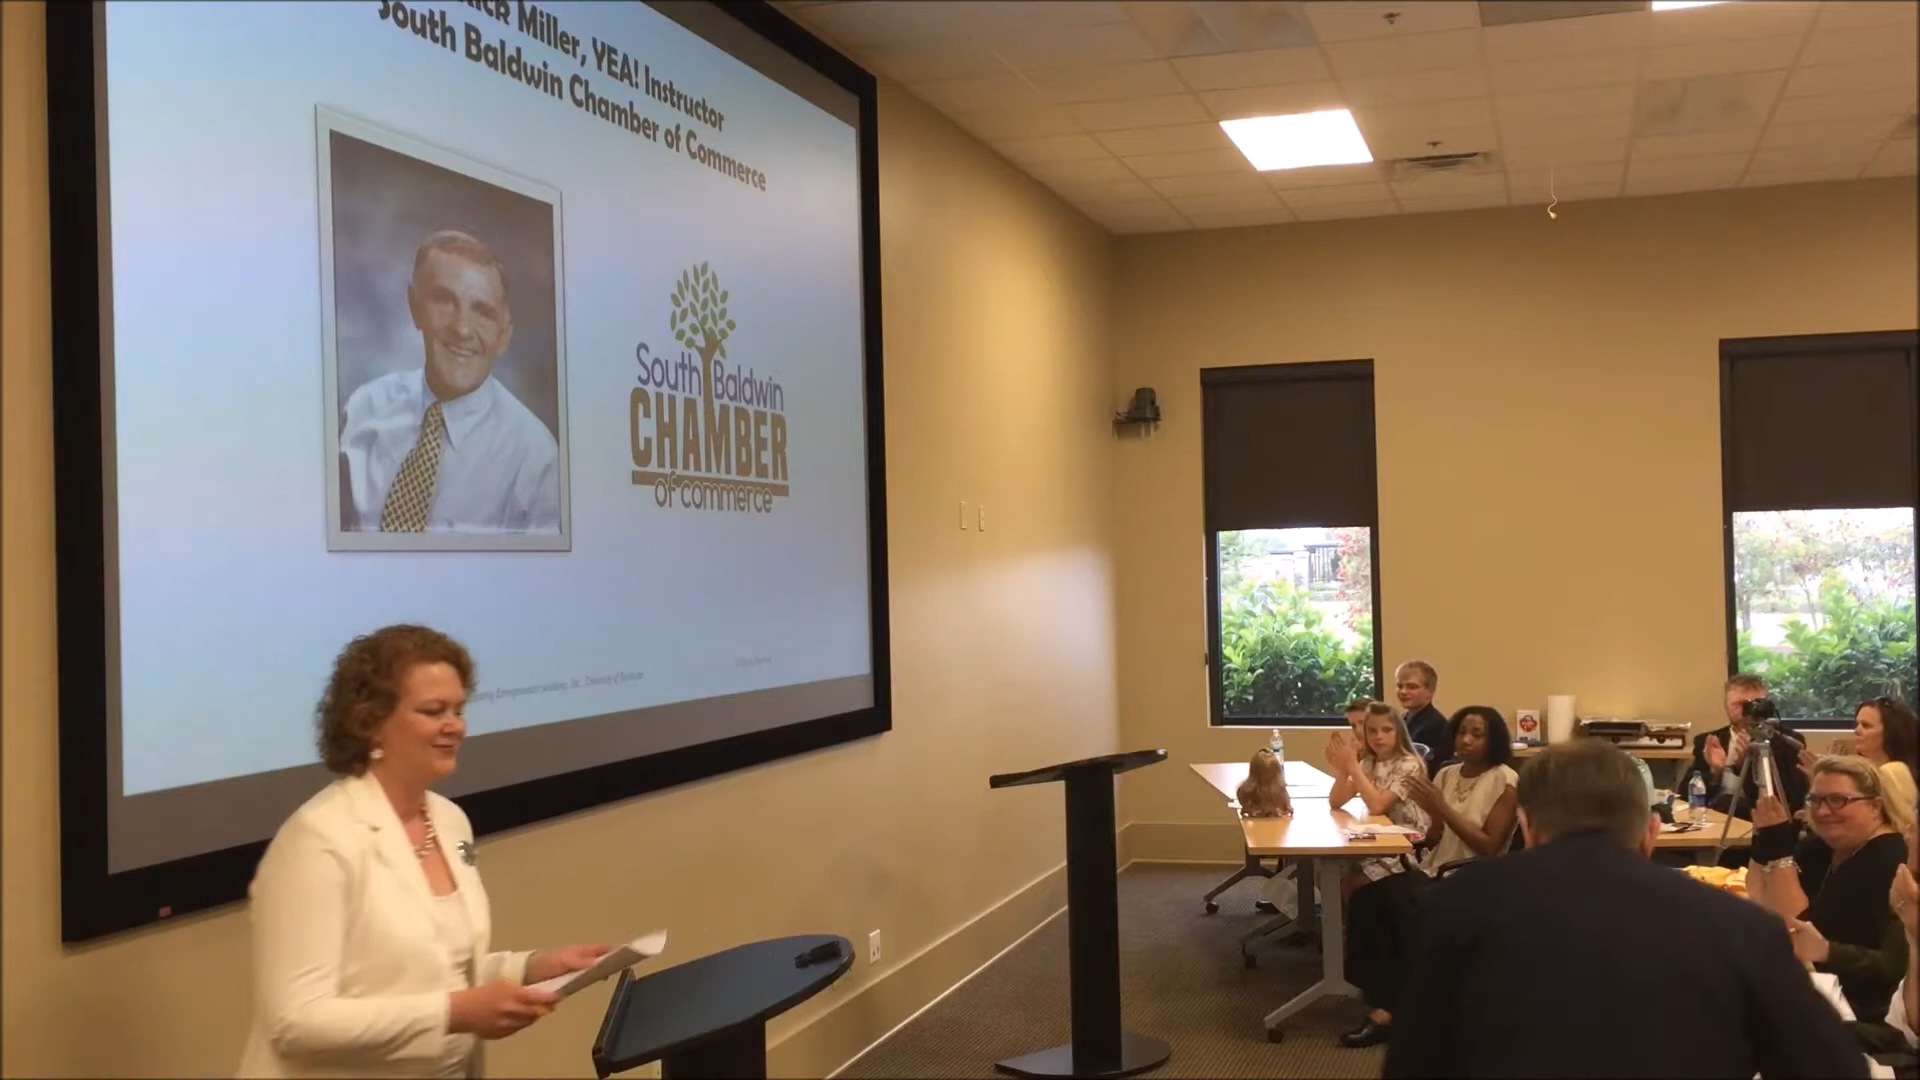 Miller, YEA! Instructor
South Baldwin Chamber of Commerce
South Baldwin
CHAMBER
of commerce